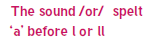 The sound /or/ spelt
‘a’ before l or ll